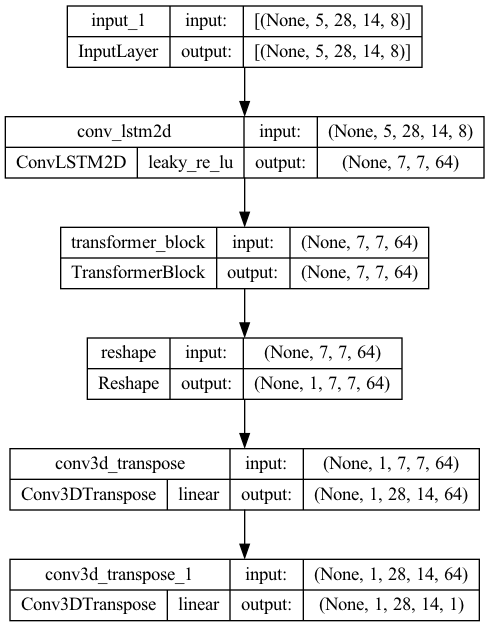 input_1 input: [(None, 5, 28, 14, 8)]
InputLayer output: [(None, 5, 28, 14, 8)]
conv_lstm2d input: (None, 5, 28, 14, 8)
ConvLSTM2D leaky_re_lu output: (None, 7, 7, 64)
transformer_block input: (None, 7, 7, 64)
TransformerBlock output: (None, 7, 7, 64)
reshape input: (None, 7, 7, 64)
Reshape output: (None, 1, 7, 7, 64)
conv3d_transpose input: (None, 1, 7, 7, 64)
Conv3DTranspose linear output: (None, 1, 28, 14, 64)
conv3d_transpose_1 input: (None, 1, 28, 14, 64)
Conv3DTranspose linear output: (None, 1, 28, 14, 1)